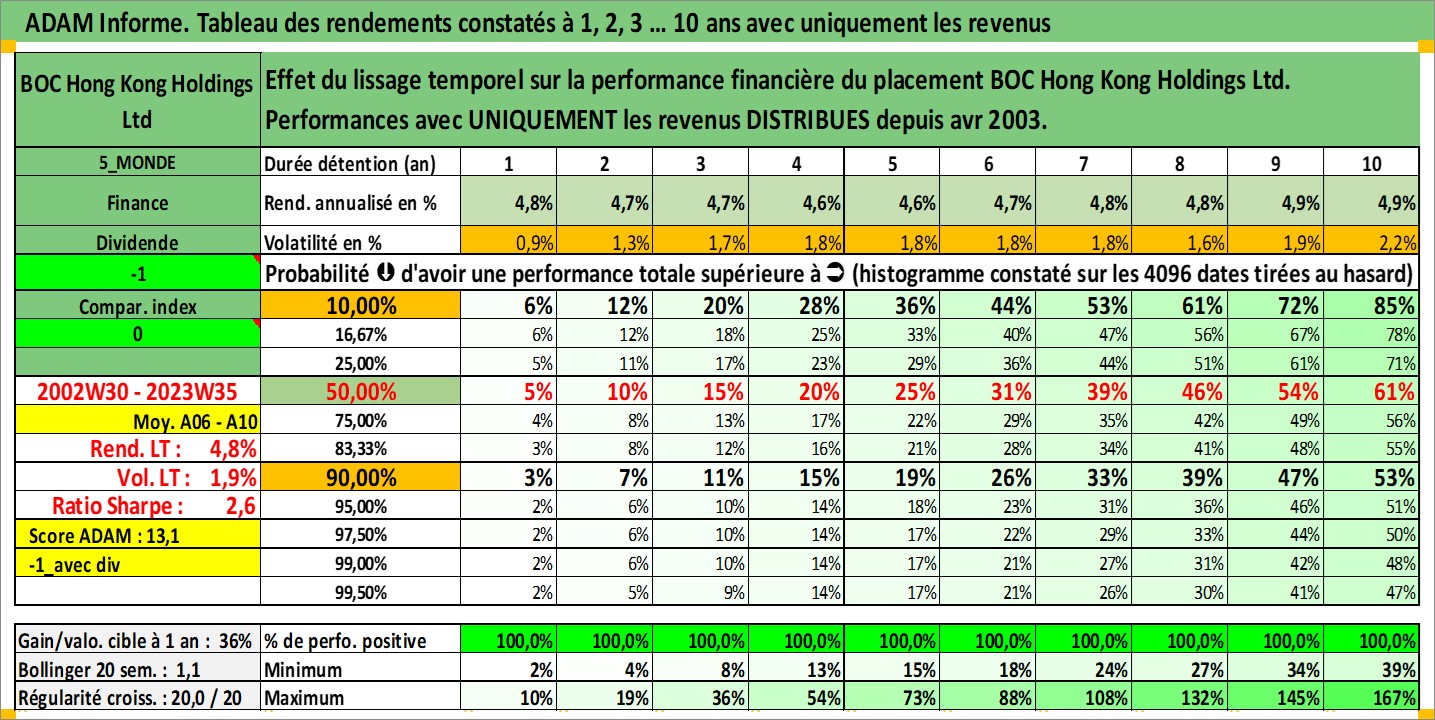 ADAM Informe. Tableau des rendements constatés à 1, 2, 3 ... 10 ans avec uniquement les revenus
BOC Hong Kong Holdings Ltd
Effet du lissage temporel sur la performance financière du placement BOC Hong Kong Holdings Ltd.
Performances avec UNIQUEMENT les revenus DISTRIBUES depuis avr 2003.
5_MONDE Durée détention (an) 1 2 3 4 5 6 7 8 9 10
Finance Rend. annualisé en % 4,8% 4,7% 4,7% 4,6% 4,6% 4,7% 4,8% 4,8% 4,9% 4,9%
Dividende Volatilité en % 0,9% 1,3% 1,7% 1,8% 1,8% 1,8% 1,8% 1,6% 1,9% 2,2%
-1 Probabilité ⬇ d'avoir une performance totale supérieure à ➲ (histogramme constaté sur les 4096 dates tirées au hasard)
Compar. index 10,00% 6% 12% 20% 28% 36% 44% 53% 61% 72% 85%
0 16,67% 6% 12% 18% 25% 33% 40% 47% 56% 67% 78%
25,00% 5% 11% 17% 23% 29% 36% 44% 51% 61% 71%
2002W30 - 2023W35 50,00% 5% 10% 15% 20% 25% 31% 39% 46% 54% 61%
Moy. A06 - A10 75,00% 4% 8% 13% 17% 22% 29% 35% 42% 49% 56%
Rend. LT : 4,8% 83,33% 3% 8% 12% 16% 21% 28% 34% 41% 48% 55%
Vol. LT : 1,9% 90,00% 3% 7% 11% 15% 19% 26% 33% 39% 47% 53%
Ratio Sharpe : 2,6 95,00% 2% 6% 10% 14% 18% 23% 31% 36% 46% 51%
Score ADAM : 13,1 97,50% 2% 6% 10% 14% 17% 22% 29% 33% 44% 50%
-1_avec div 99,00% 2% 6% 10% 14% 17% 21% 27% 31% 42% 48%
99,50% 2% 5% 9% 14% 17% 21% 26% 30% 41% 47%
Gain/valo. cible à 1 an : 36% % de perfo. positive 100,0% 100,0% 100,0% 100,0% 100,0% 100,0% 100,0% 100,0% 100,0% 100,0%
Bollinger 20 sem. : 1,1 Minimum 2% 4% 8% 13% 15% 18% 24% 27% 34% 39%
Régularité croiss. : 20,0 / 20 Maximum 10% 19% 36% 54% 73% 88% 108% 132% 145% 167%